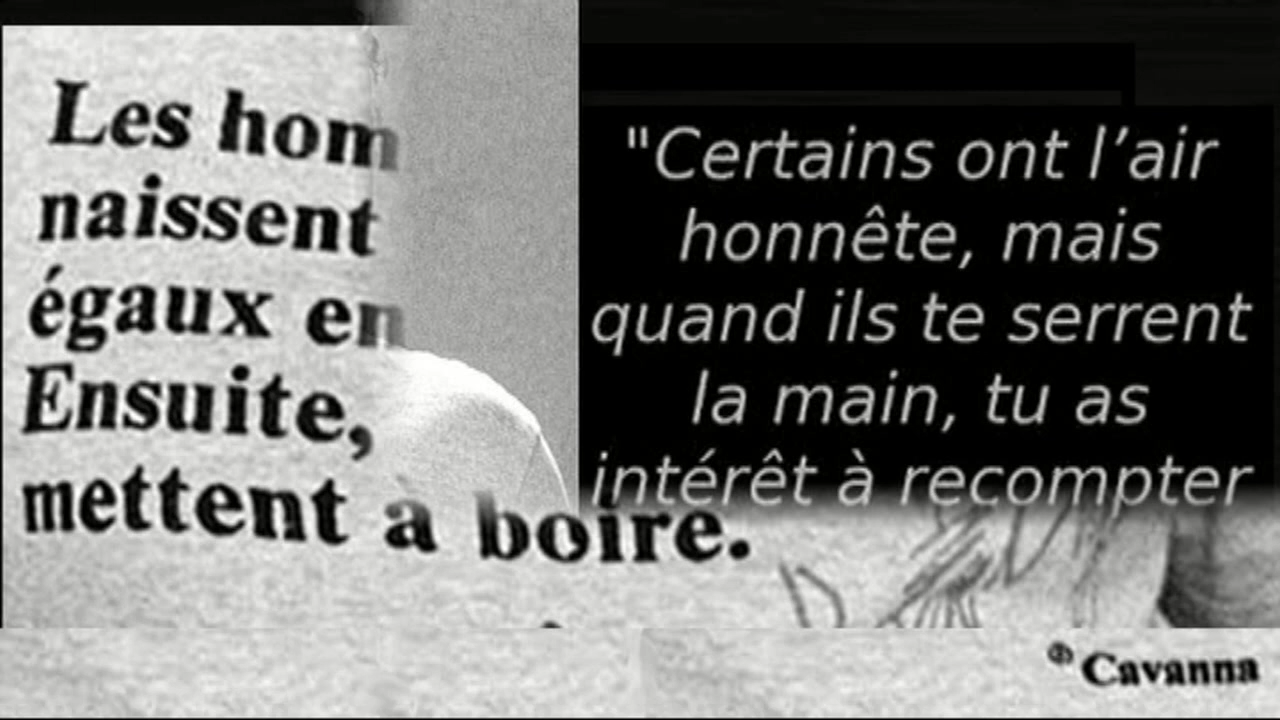 Les hom
naissent
égaux en
Ensuite,
mettent à boire.
"Certains ont l’air
honnête, mais
quand ils te serrent
la main, tu as
intérêt à recompter
Cavanna